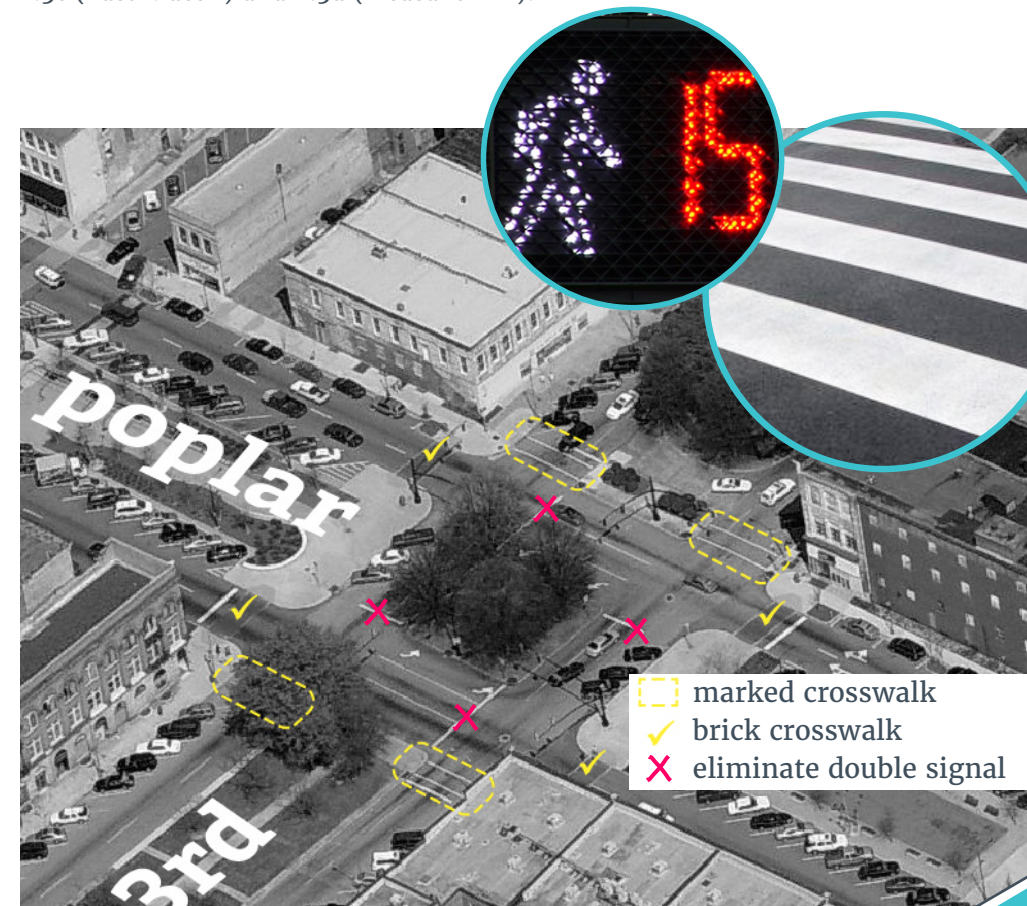 15
poplar
marked crosswalk
brick crosswalk
eliminate double signal
3rd